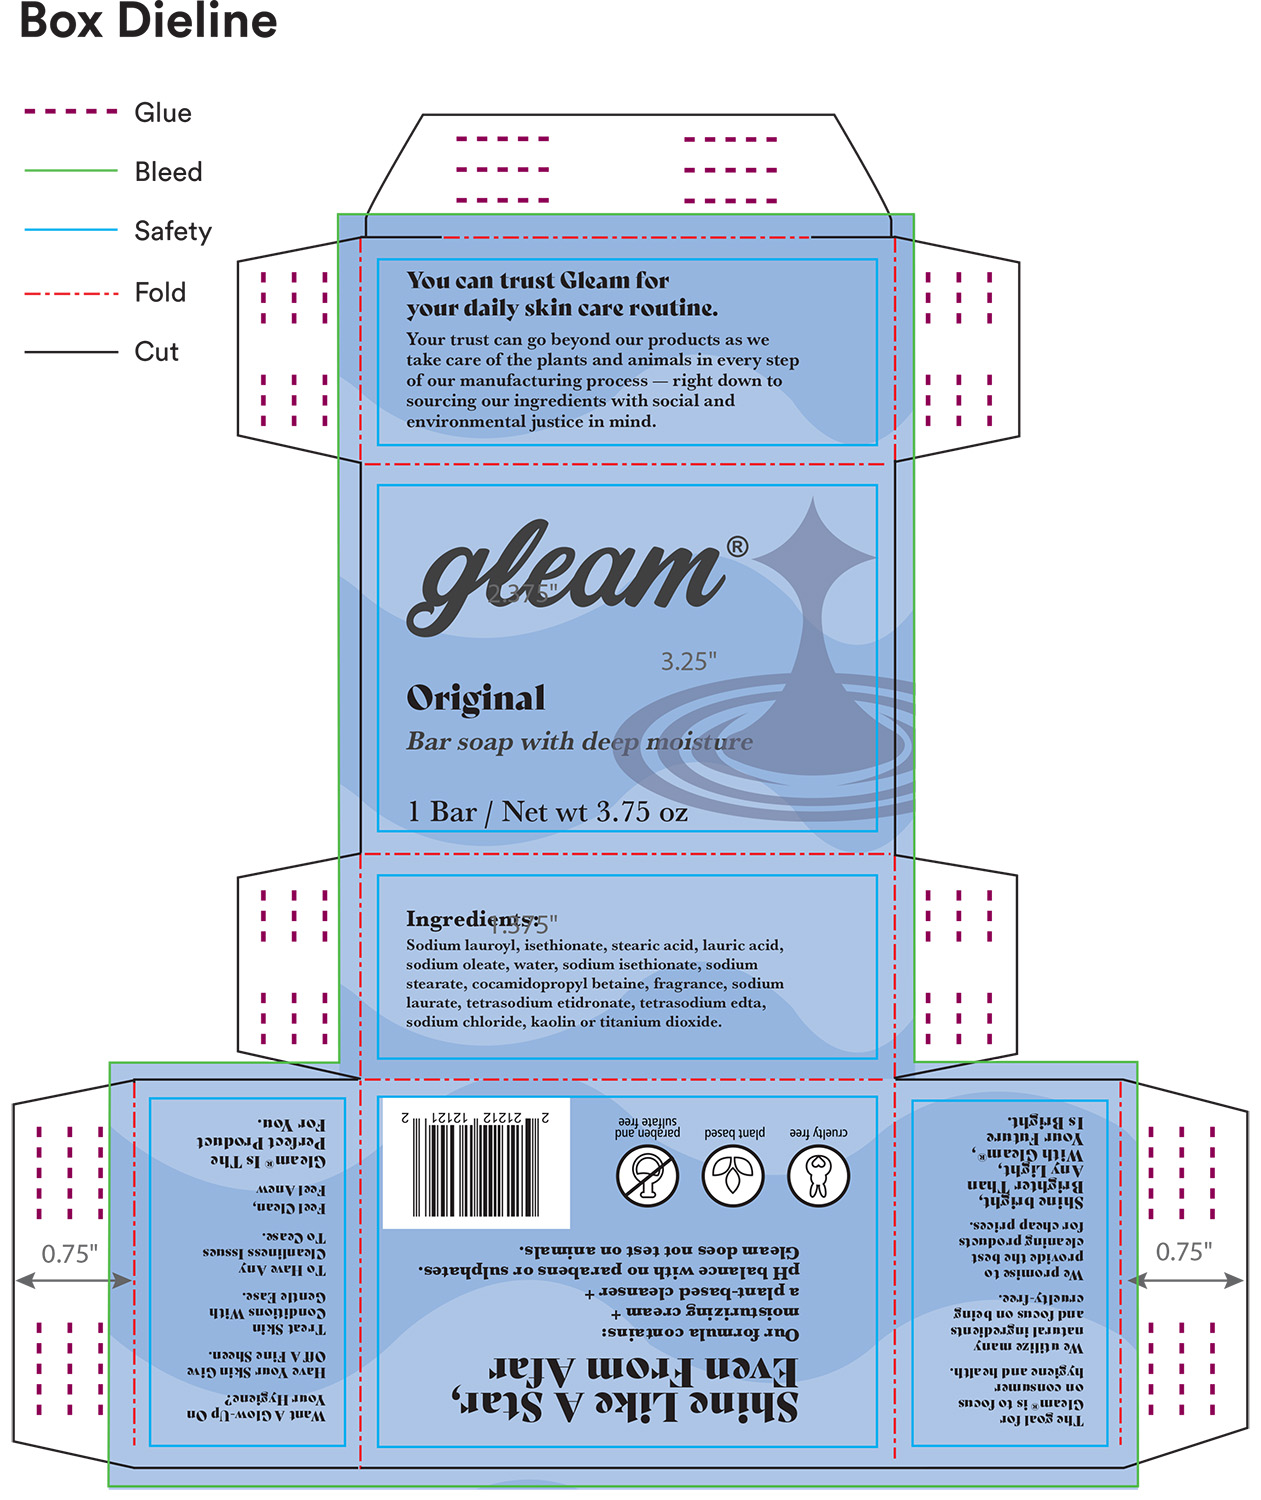 Box Dieline
Glue
Bleed
Safety
Fold
Cut
You can trust Gleam for
your daily skin care routine.
Your trust can go beyond our products as we
take care of the plants and animals in every step
of our manufacturing process — right down to
sourcing our ingredients with social and
environmental justice in mind.
gleam®
2.375"
3.25"
Original
Bar soap with deep moisture
1 Bar / Net wt 3.75 oz
Ingredients:
1.375"
Sodium lauroyl, isethionate, stearic acid, lauric acid,
sodium oleate, water, sodium isethionate, sodium
stearate, cocamidopropyl betaine, fragrance, sodium
laurate, tetrasodium etidronate, tetrasodium edta,
sodium chloride, kaolin or titanium dioxide.
Want A Glow-Up On
Your Hygiene?
Have Your Skin Give
Off A Fine Sheen.
Treat Skin
Conditions With
Gentle Ease.
To Have Any
Cleanliness Issues
To Cease.
Feel Clean,
Feel Anew
Gleam® Is The
Perfect Product
For You.
0.75"
Shine Like A Star,
Even From Afar
Our formula contains:
moisturizing cream +
a plant-based cleanser +
pH balance with no parabens or sulphates.
Gleam does not test on animals.
cruelty free
plant based
sulfate free
paraben and
2 21212 12121 2
The goal for
Gleam® is to focus
on consumer
hygiene and health.
We utilize many
natural ingredients
and focus on being
cruelty-free.
We promise to
provide the best
cleaning products
for cheap prices.
Shine bright,
Brighter Than
Any Light,
With Gleam®,
Your Future
Is Bright.
0.75"